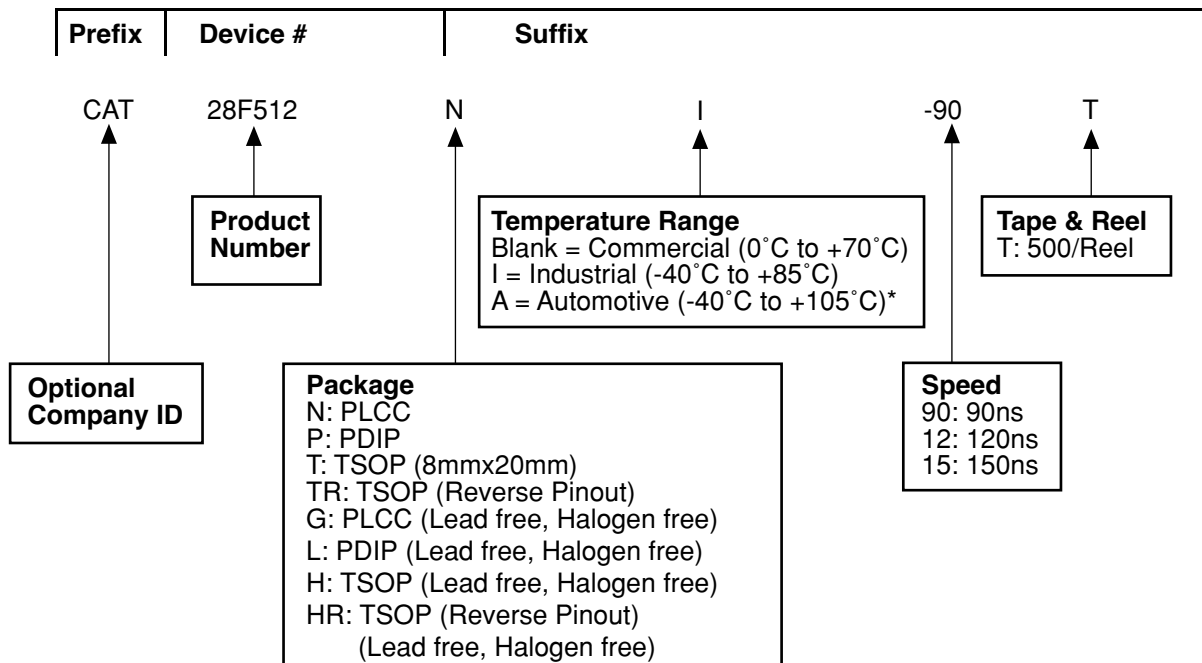 Prefix Device # Suffix
CAT 28F512 N I -90 T
Product
Number
Temperature Range
Blank = Commercial (0˚C to +70˚C)
I = Industrial (-40˚C to +85˚C)
A = Automotive (-40˚C to +105˚C)*
Tape & Reel
T: 500/Reel
Optional
Company ID
Package
N: PLCC
P: PDIP
T: TSOP (8mmx20mm)
TR: TSOP (Reverse Pinout)
G: PLCC (Lead free, Halogen free)
L: PDIP (Lead free, Halogen free)
H: TSOP (Lead free, Halogen free)
HR: TSOP (Reverse Pinout)
(Lead free, Halogen free)
Speed
90: 90ns
12: 120ns
15: 150ns